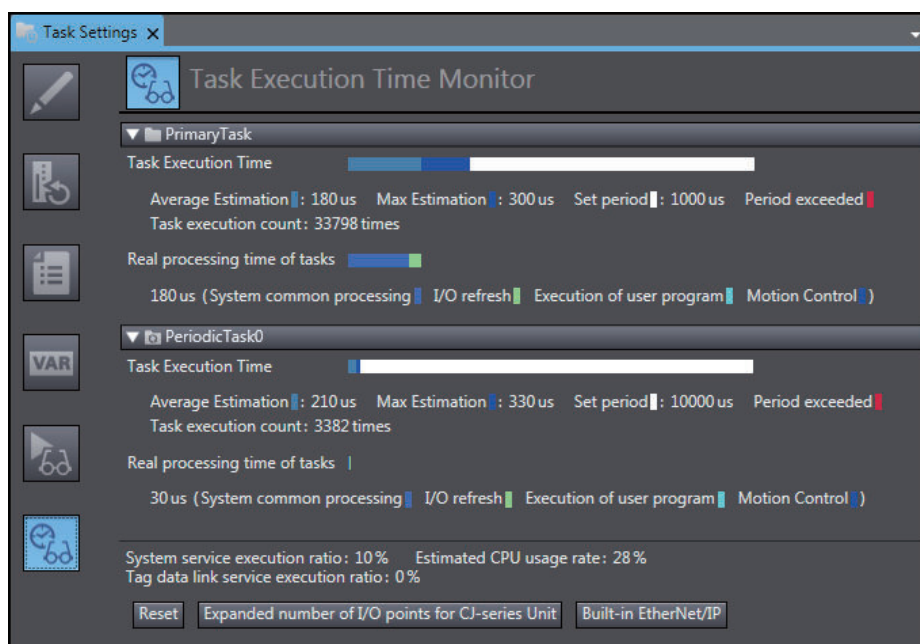 Task Settings X
Task Execution Time Monitor
PrimaryTask
Task Execution Time
Average Estimation : 180 us Max Estimation : 300 us Set period : 1000 us Period exceeded
Task execution count : 33798 times
Real processing time of tasks
180us (System common processing I/O refresh Execution of user program Motion Control )
PeriodicTask0
VAR
Task Execution Time
Average Estimation : 210 us Max Estimation : 330 us Set period : 10000 us Period exceeded
Task execution count : 3382 times
Real processing time of tasks
30us (System common processing I/O refresh Execution of user program Motion Control )
System service execution ratio : 10% Estimated CPU usage rate : 28%
Tag data link service execution ratio : 0%
Reset Expanded number of I/O points for CJ-series Unit Built-in EtherNet/IP